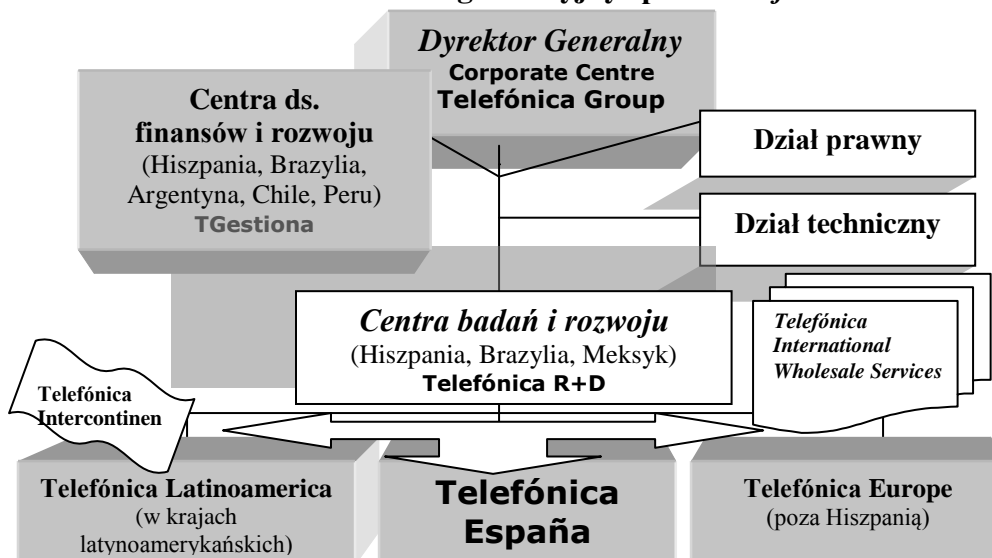 Dyrektor Generalny
Corporate Centre
Telefónica Group
Centra ds.
finansów i rozwoju
(Hiszpania, Brazylia,
Argentyna, Chile, Peru)
TGestiona
Dział prawny
Dział techniczny
Centra badań i rozwoju
(Hiszpania, Brazylia, Meksyk)
Telefónica R+D
Telefónica
International
Wholesale Services
Telefónica
Intercontinen
Telefónica Latinoamerica
(w krajach
latynoamerykańskich)
Telefónica
España
Telefónica Europe
(poza Hiszpanią)